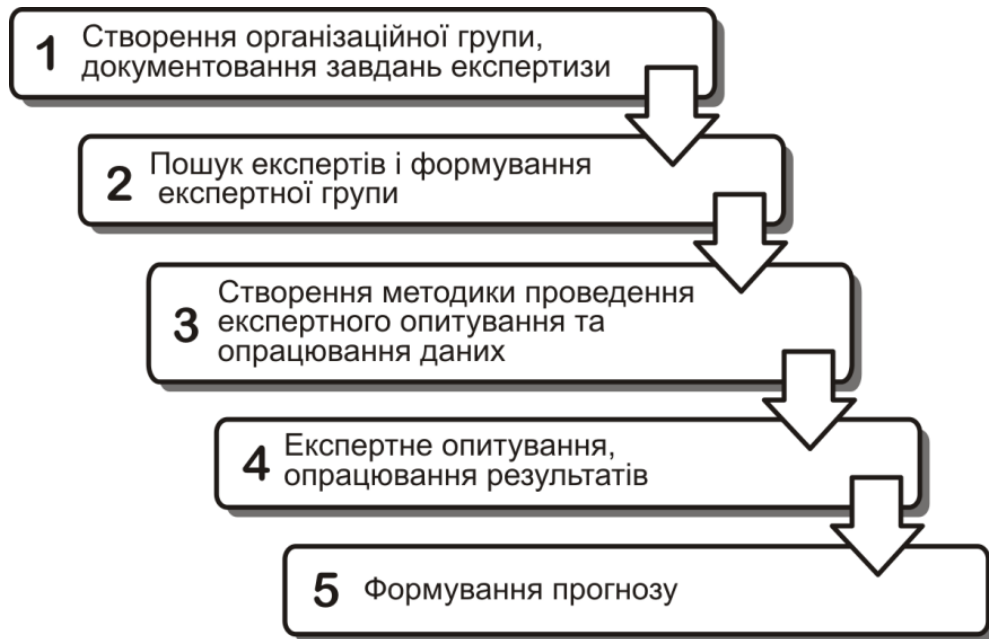 1 Створення організаційної групи,
документовання завдань експертизи
2 Пошук експертів і формування
експертної групи
3 Створення методики проведення
експертного опитування та
опрацювання даних
4 Експертне опитування,
опрацювання результатів
5 Формування прогнозу